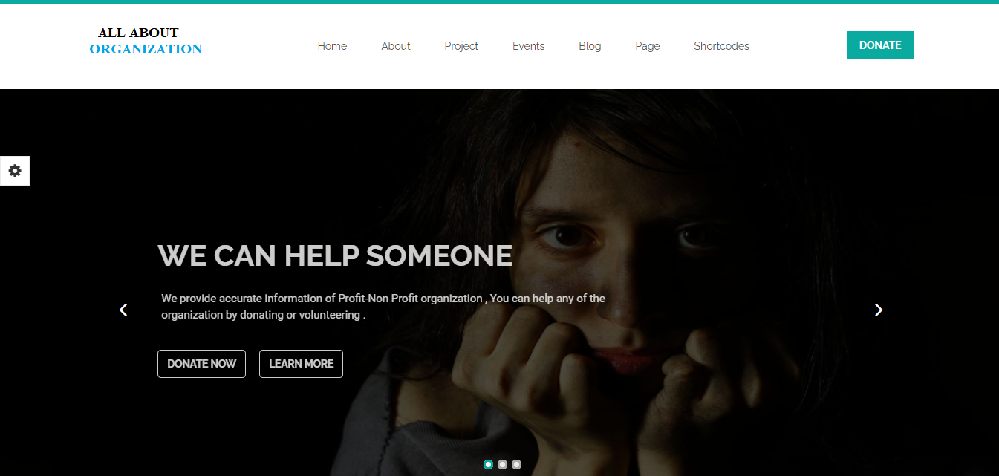 ALL ABOUT
ORGANIZATION
Home About Project Events Blog Page Shortcodes
DONATE
WE CAN HELP SOMEONE
We provide accurate information of Profit-Non Profit organization , You can help any of the
organization by donating or volunteering .
DONATE NOW LEARN MORE